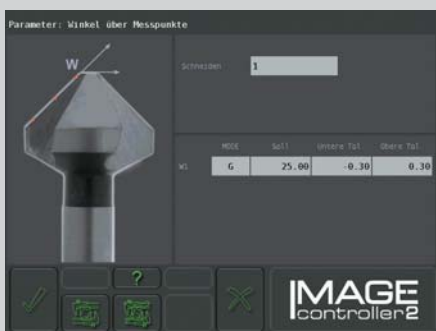 Parameter: Winkel über Messpunkte
W
Schneiden 1
MODE Soll Untere Tol. Obere Tol.
W1 G 25.00 -0.30 0.30
?
IMAGE
controller2